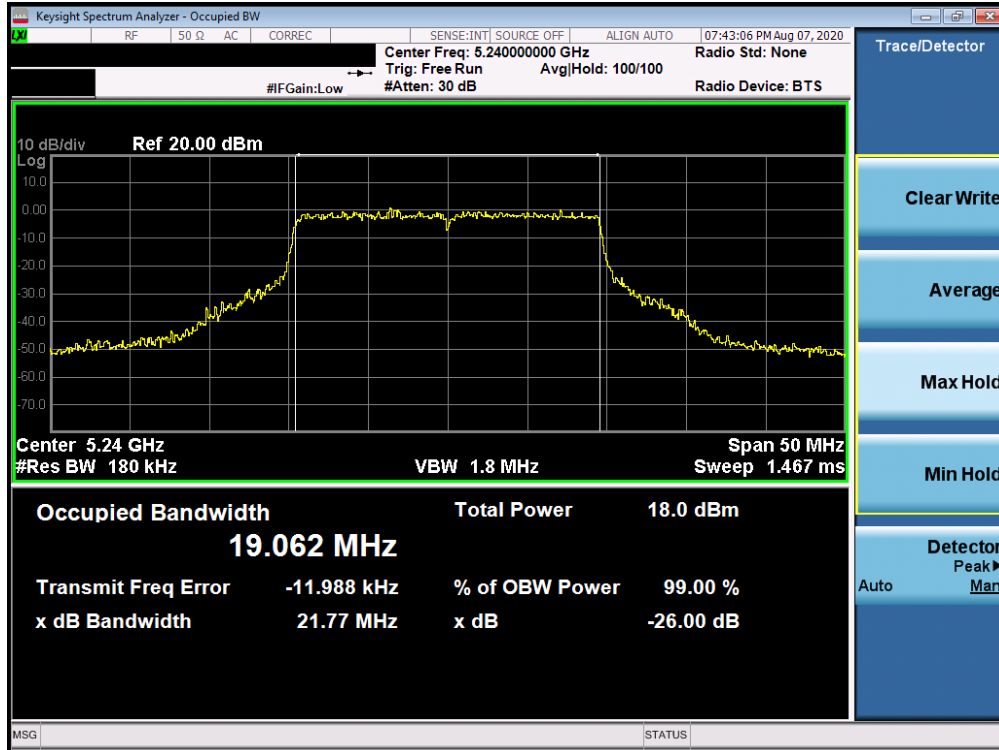 Keysight Spectrum Analyzer - Occupied BW
LXI RF 50 Ω AC CORREC SENSE:INT SOURCE OFF ALIGN AUTO 07:43:06 PM Aug 07, 2020
Center Freq: 5.240000000 GHz Radio Std: None
Trig: Free Run Avg|Hold: 100/100
#IFGain:Low #Atten: 30 dB Radio Device: BTS
Trace/Detector
10 dB/div Ref 20.00 dBm
Log
10.0
0.00
-10.0
-20.0
-30.0
-40.0
-50.0
-60.0
-70.0
Center 5.24 GHz Span 50 MHz
#Res BW 180 kHz VBW 1.8 MHz Sweep 1.467 ms
Occupied Bandwidth Total Power 18.0 dBm
19.062 MHz
Transmit Freq Error -11.988 kHz % of OBW Power 99.00 %
x dB Bandwidth 21.77 MHz x dB -26.00 dB
Clear Write
Average
Max Hold
Min Hold
Detector
Peak▶
Auto Man
MSG STATUS